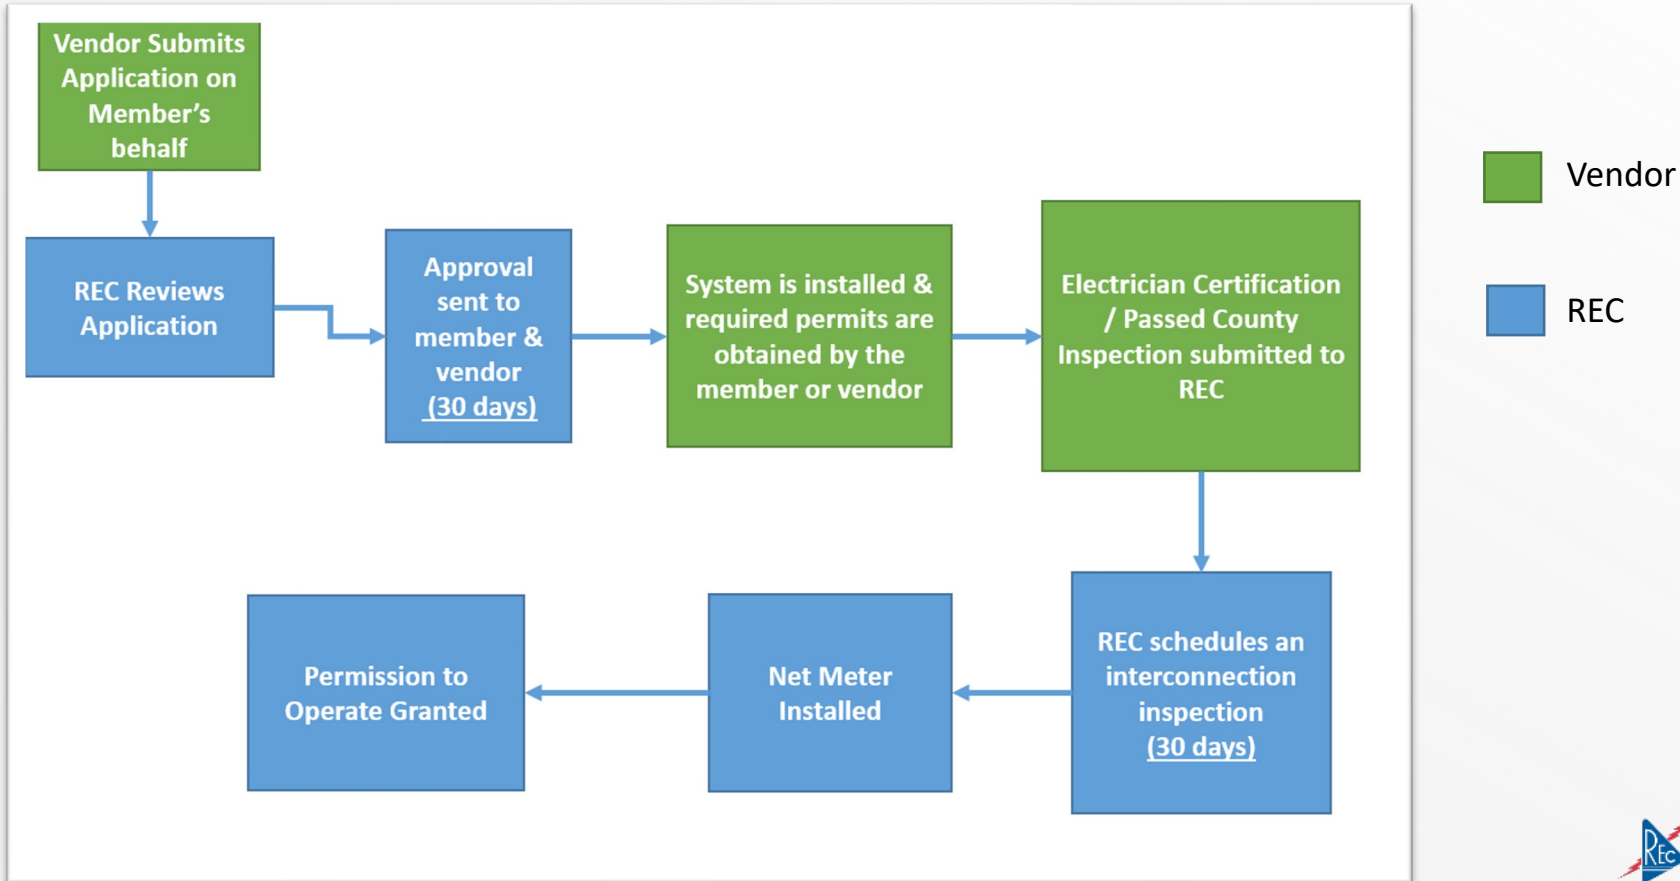 Vendor Submits
Application on
Member’s
behalf
REC Reviews
Application
Approval
sent to
member &
vendor
(30 days)
System is installed &
required permits are
obtained by the
member or vendor
Electrician Certification
/ Passed County
Inspection submitted to
REC
REC schedules an
interconnection
inspection
(30 days)
Net Meter
Installed
Permission to
Operate Granted
Vendor
REC
REC